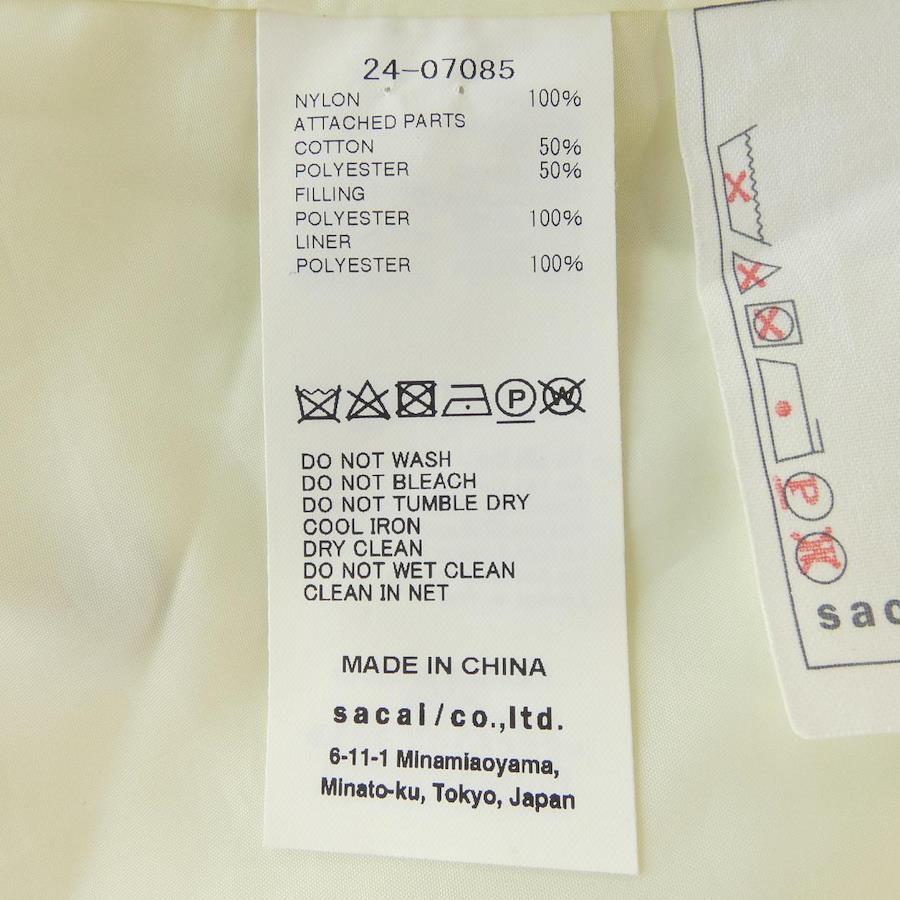 24-07085
NYLON 100%
ATTACHED PARTS
COTTON 50%
POLYESTER 50%
FILLING
POLYESTER 100%
LINER
POLYESTER 100%
P W
DO NOT WASH
DO NOT BLEACH
DO NOT TUMBLE DRY
COOL IRON
DRY CLEAN
DO NOT WET CLEAN
CLEAN IN NET
MADE IN CHINA
sacai/co.,ltd.
6-11-1 Minamiaoyama,
Minato-ku, Tokyo, Japan
P
W
sac